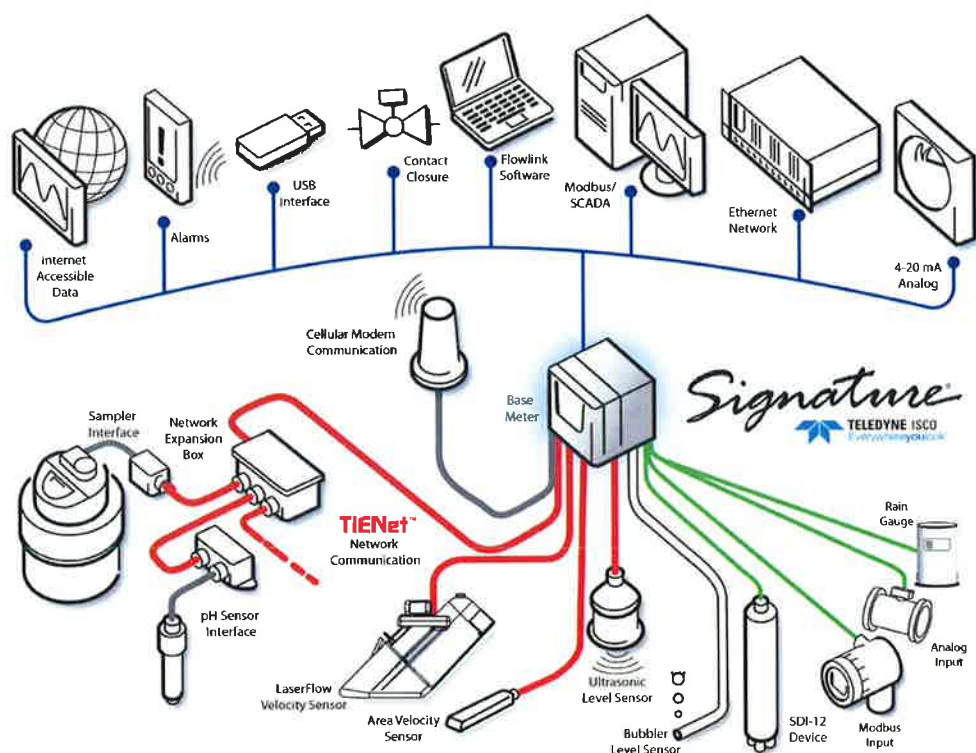 Internet
Accessible
Data
Alarms
USB
Interface
Contact
Closure
Flowlink
Software
Modbus/
SCADA
Ethernet
Network
4-20 mA
Analog
Cellular Modem
Communication
Base
Meter
Signature®
TELEDYNE ISCO
Everywhereyoulook™
Sampler
Interface
Network
Expansion
Box
TIENet™
Network
Communication
pH Sensor
Interface
LaserFlow
Velocity Sensor
Area Velocity
Sensor
Ultrasonic
Level Sensor
Bubbler
Level Sensor
SDI-12
Device
Modbus
Input
Analog
Input
Rain
Gauge